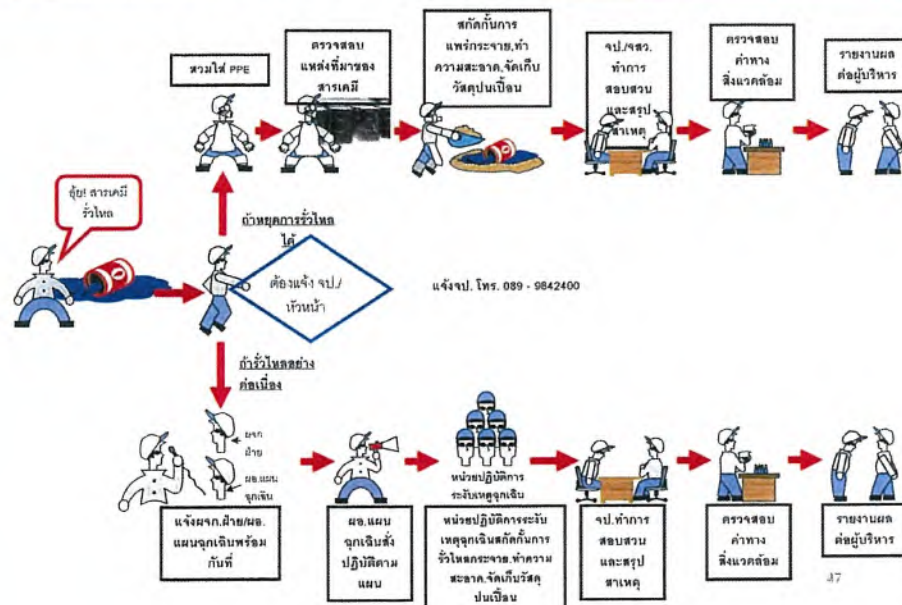 สวมใส่ PPE
ตรวจสอบ
แหล่งที่มาของ
สารเคมี
สกัดกั้นการ
แพร่กระจาย,ทำ
ความสะอาด,จัดเก็บ
วัสดุปนเปื้อน
จป./จสว.
ทำการ
สอบสวน
และสรุป
สาเหตุ
ตรวจสอบ
ค่าทาง
สิ่งแวดล้อม
รายงานผล
ต่อผู้บริหาร
อุ้ย! สารเคมี
รั่วไหล
ถ้าหยุดการรั่วไหล
ได้
ต้องแจ้ง จป./
หัวหน้า
แจ้งจป. โทร. 089 - 9842400
ถ้ารั่วไหลอย่าง
ต่อเนื่อง
ผจก
ฝ่าย
ผอ.แผน
ฉุกเฉิน
หน่วยปฏิบัติการ
ระงับเหตุฉุกเฉิน
แจ้งผจก.ฝ่าย/ผอ.
แผนฉุกเฉินพร้อม
กันที่
ผอ.แผน
ฉุกเฉินสั่ง
ปฏิบัติตาม
แผน
หน่วยปฏิบัติการระงับ
เหตุฉุกเฉินสกัดกั้นการ
รั่วไหลกระจาย,ทำความ
สะอาด,จัดเก็บวัสดุ
ปนเปื้อน
จป.ทำการ
สอบสวน
และสรุป
สาเหตุ
ตรวจสอบ
ค่าทาง
สิ่งแวดล้อม
รายงานผล
ต่อผู้บริหาร
47